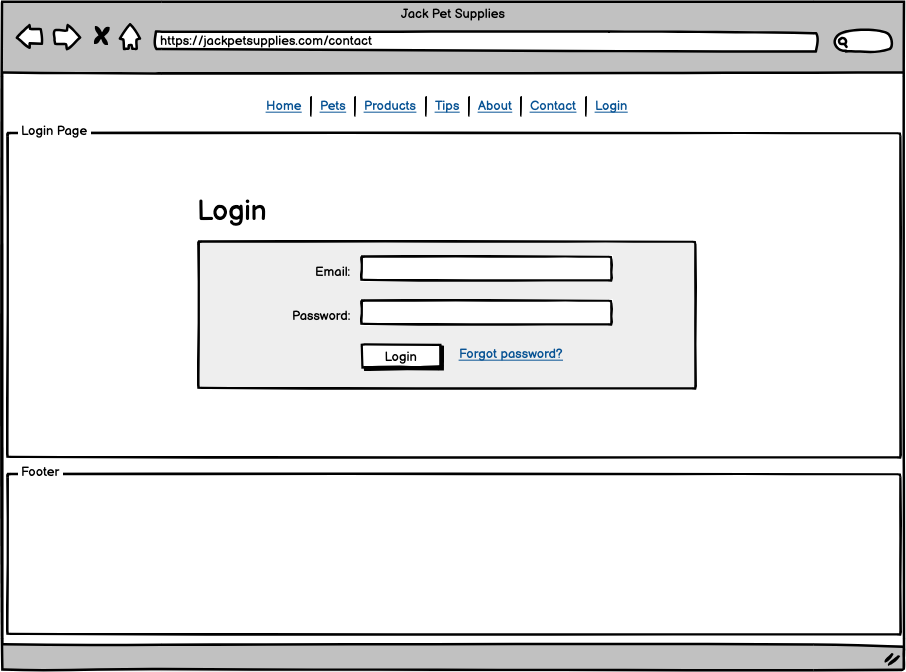 Jack Pet Supplies
https://jackpetsupplies.com/contact
Home Pets Products Tips About Contact Login
Login Page
Login
Email:
Password:
Login Forgot password?
Footer